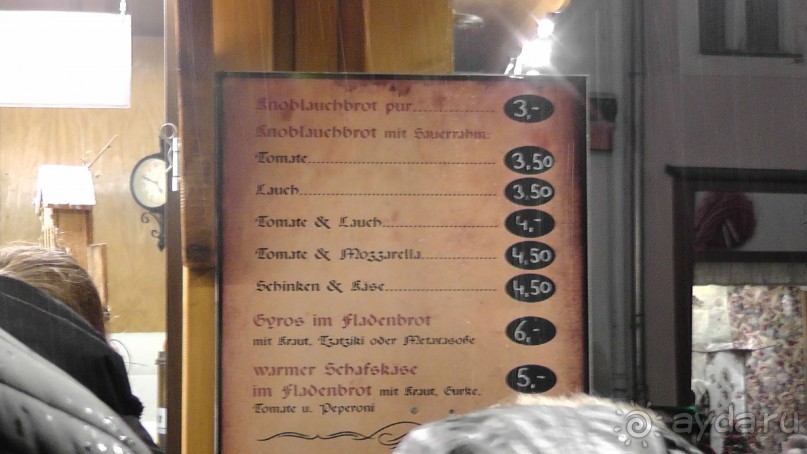 Knoblauchbrot pur 3,-
Knoblauchbrot mit Sauerrahm:
Tomate 3,50
Lauch 3,50
Tomate & Lauch 4,-
Tomate & Mozzarella 4,50
Schinken & Käse 4,50
Gyros im Fladenbrot 6,-
mit Kraut, Tzatziki oder Metaxasoße
warmer Schafskäse 5,-
im Fladenbrot mit Kraut, Gurke,
Tomate u. Peperoni
ayda.ru